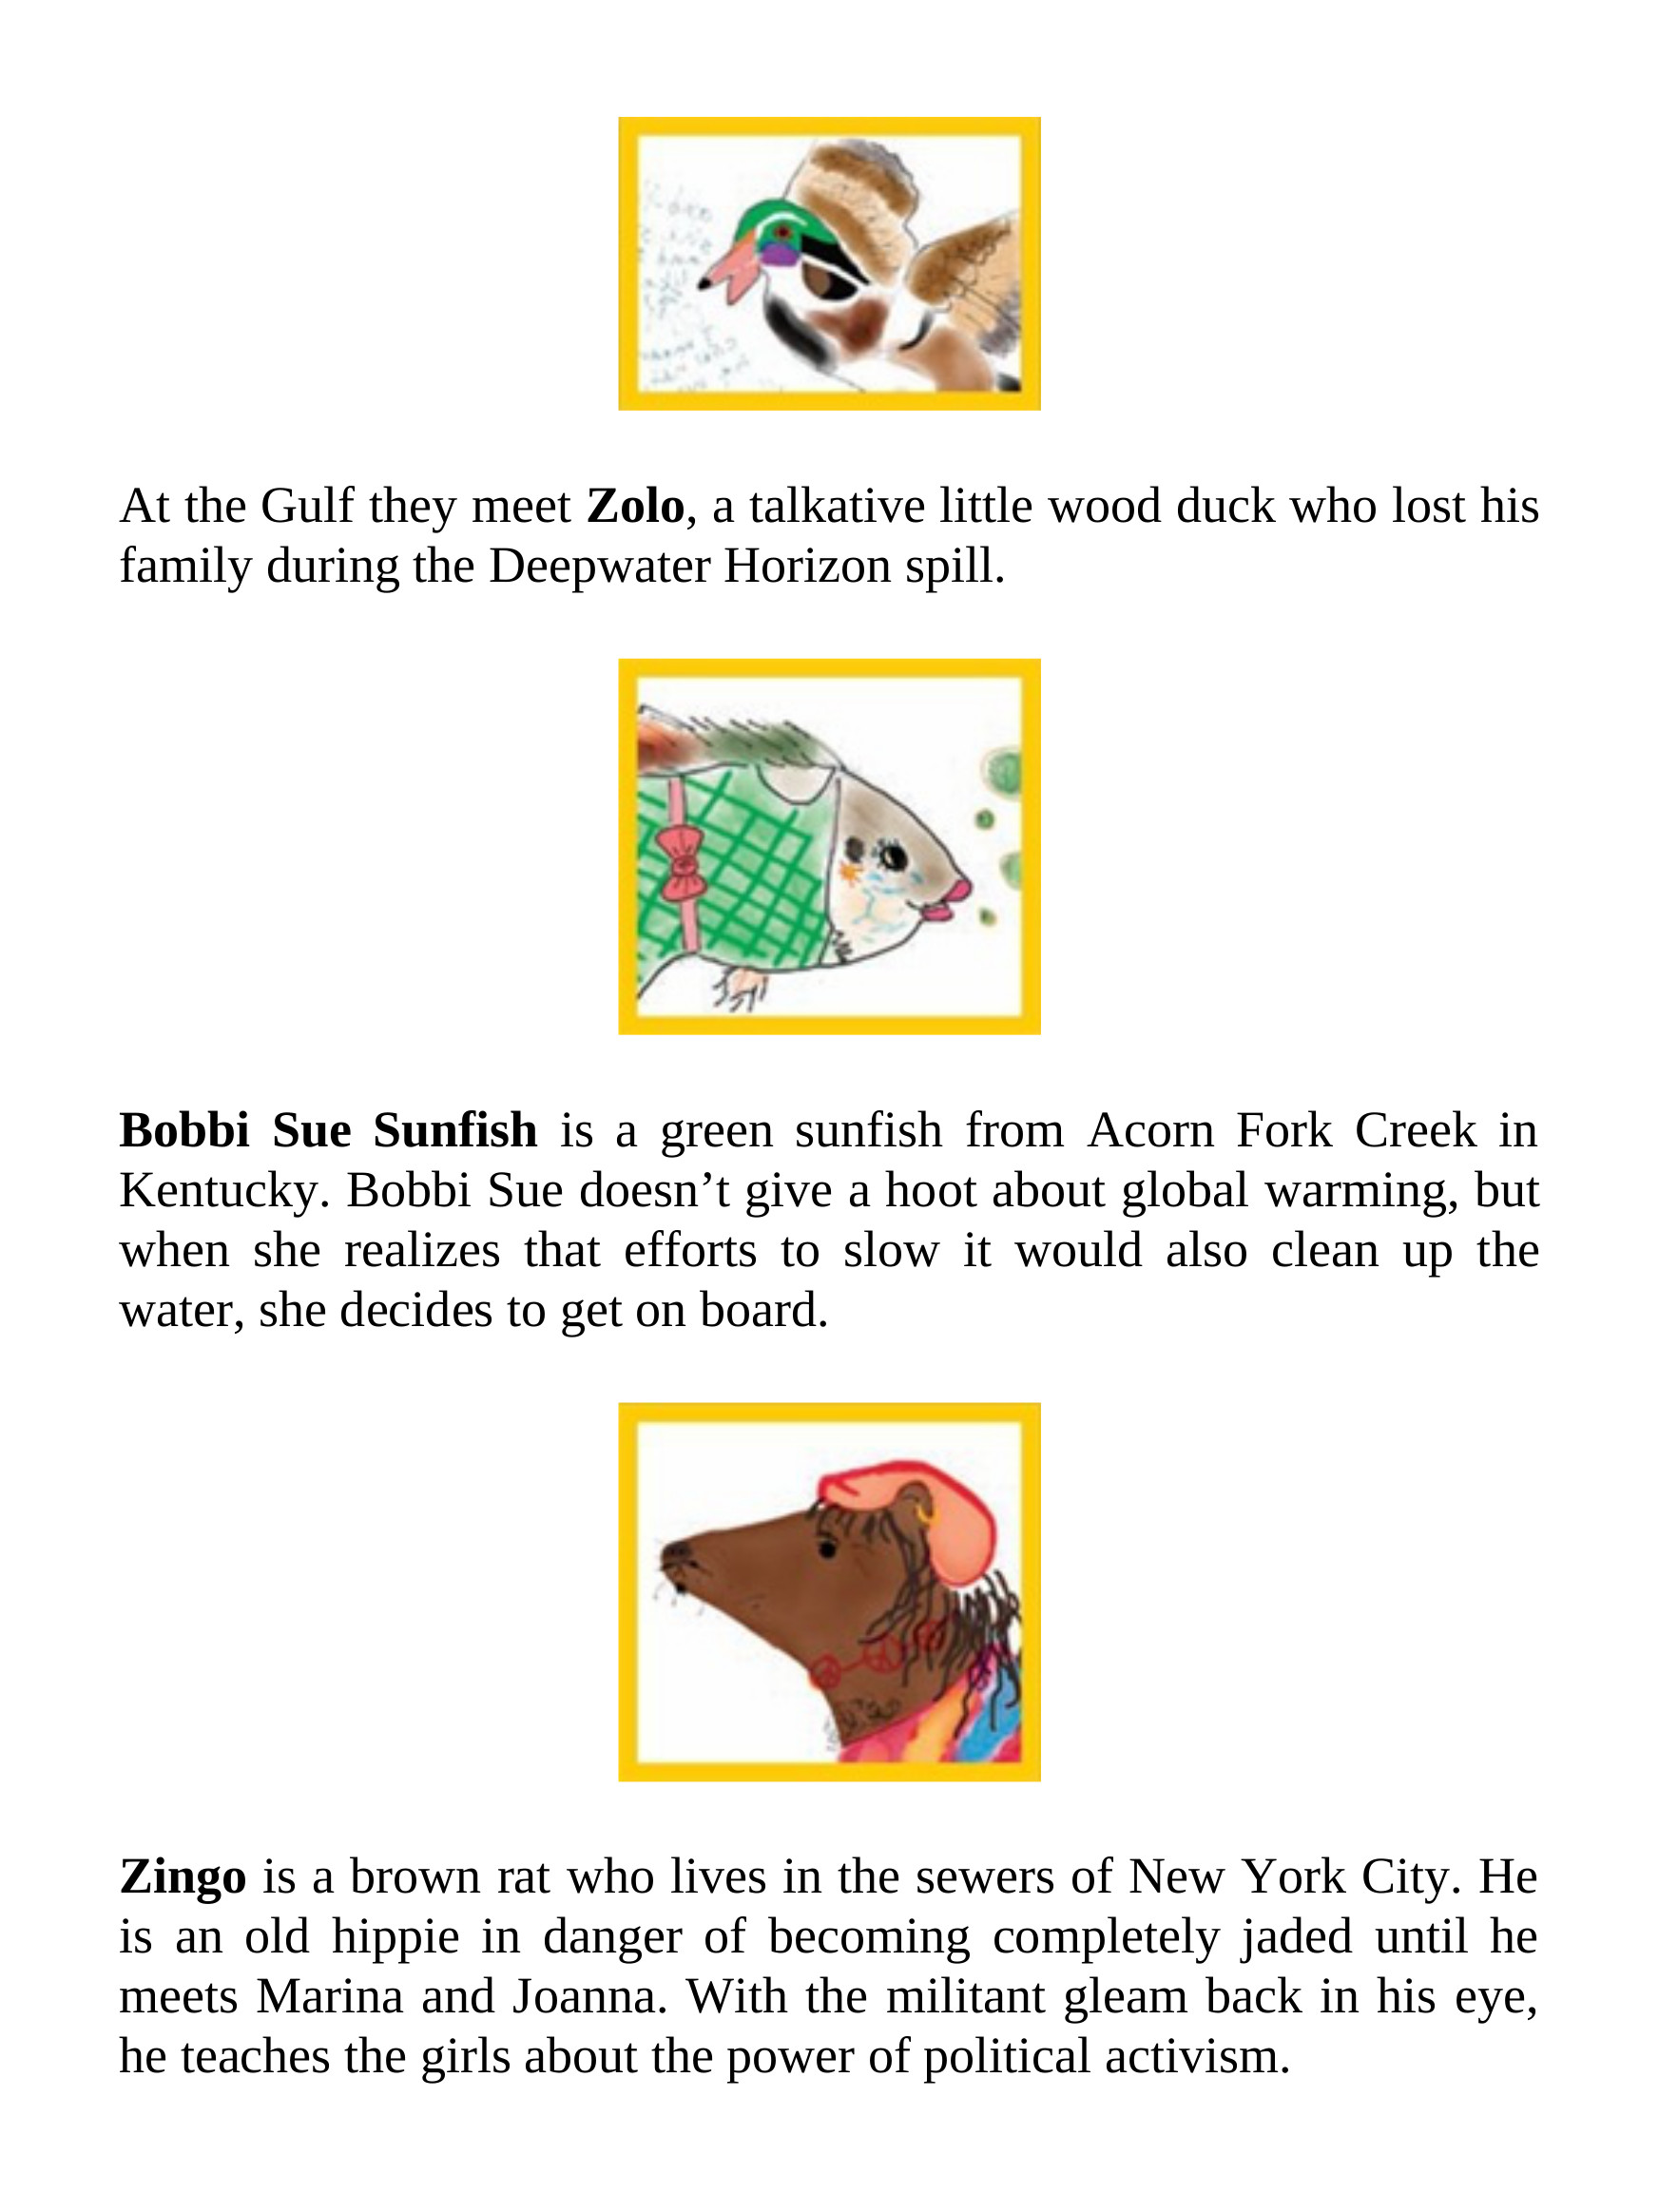 At the Gulf they meet Zolo, a talkative little wood duck who lost his
family during the Deepwater Horizon spill.
Bobbi Sue Sunfish is a green sunfish from Acorn Fork Creek in
Kentucky. Bobbi Sue doesn’t give a hoot about global warming, but
when she realizes that efforts to slow it would also clean up the
water, she decides to get on board.
Zingo is a brown rat who lives in the sewers of New York City. He
is an old hippie in danger of becoming completely jaded until he
meets Marina and Joanna. With the militant gleam back in his eye,
he teaches the girls about the power of political activism.